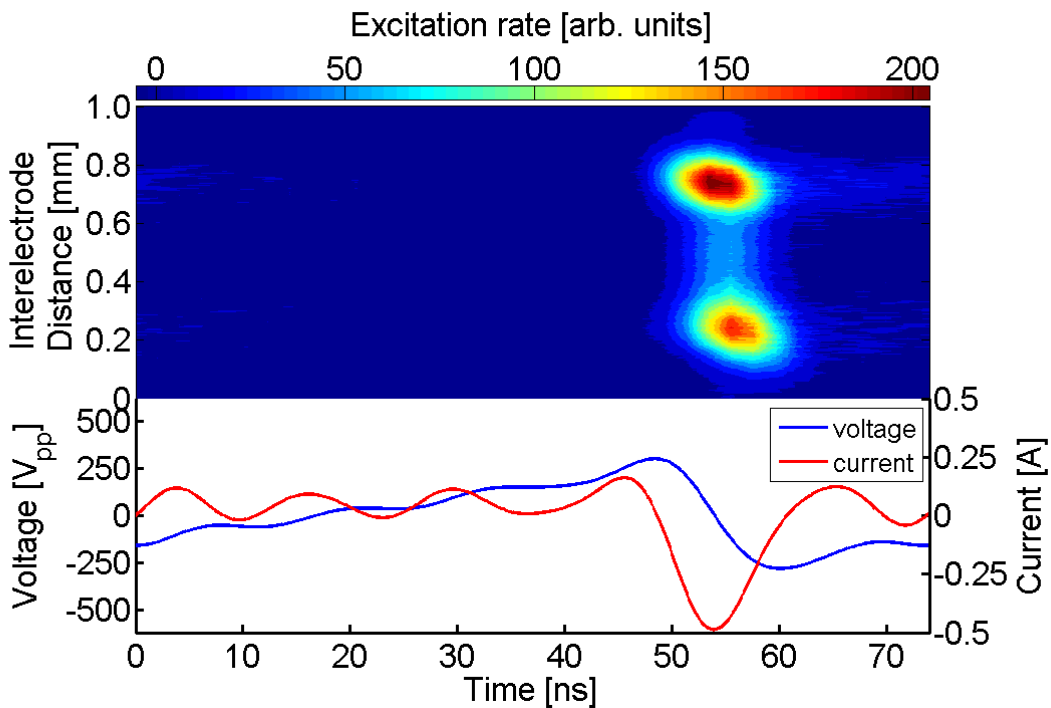 Excitation rate [arb. units]
0 50 100 150 200
Interelectrode
Distance [mm]
1.0
0.8
0.6
0.4
0.2
0
Voltage [Vpp]
500
250
0
-250
-500
voltage
current
0.5
0.25
0
-0.25
-0.5
Current [A]
0 10 20 30 40 50 60 70
Time [ns]